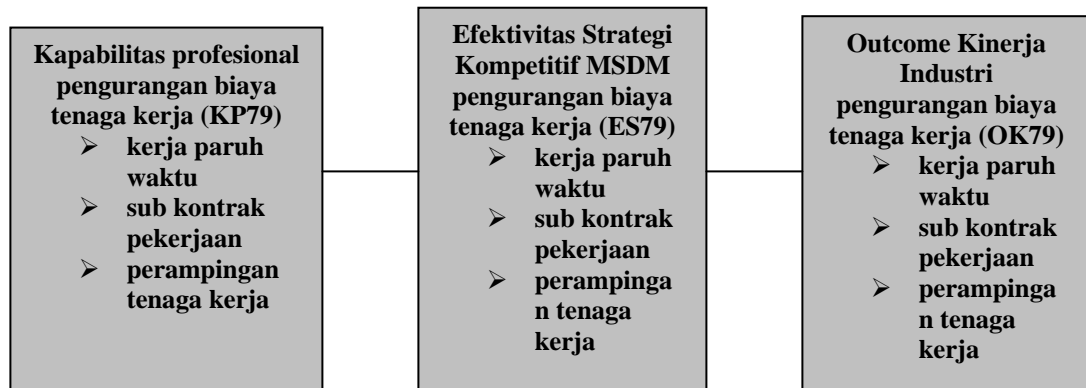 Kapabilitas profesional
pengurangan biaya
tenaga kerja (KP79)
➢ kerja paruh
waktu
➢ sub kontrak
pekerjaan
➢ perampingan
tenaga kerja
Efektivitas Strategi
Kompetitif MSDM
pengurangan biaya
tenaga kerja (ES79)
➢ kerja paruh
waktu
➢ sub kontrak
pekerjaan
➢ perampinga
n tenaga
kerja
Outcome Kinerja
Industri
pengurangan biaya
tenaga kerja (OK79)
➢ kerja paruh
waktu
➢ sub kontrak
pekerjaan
➢ perampinga
n tenaga
kerja